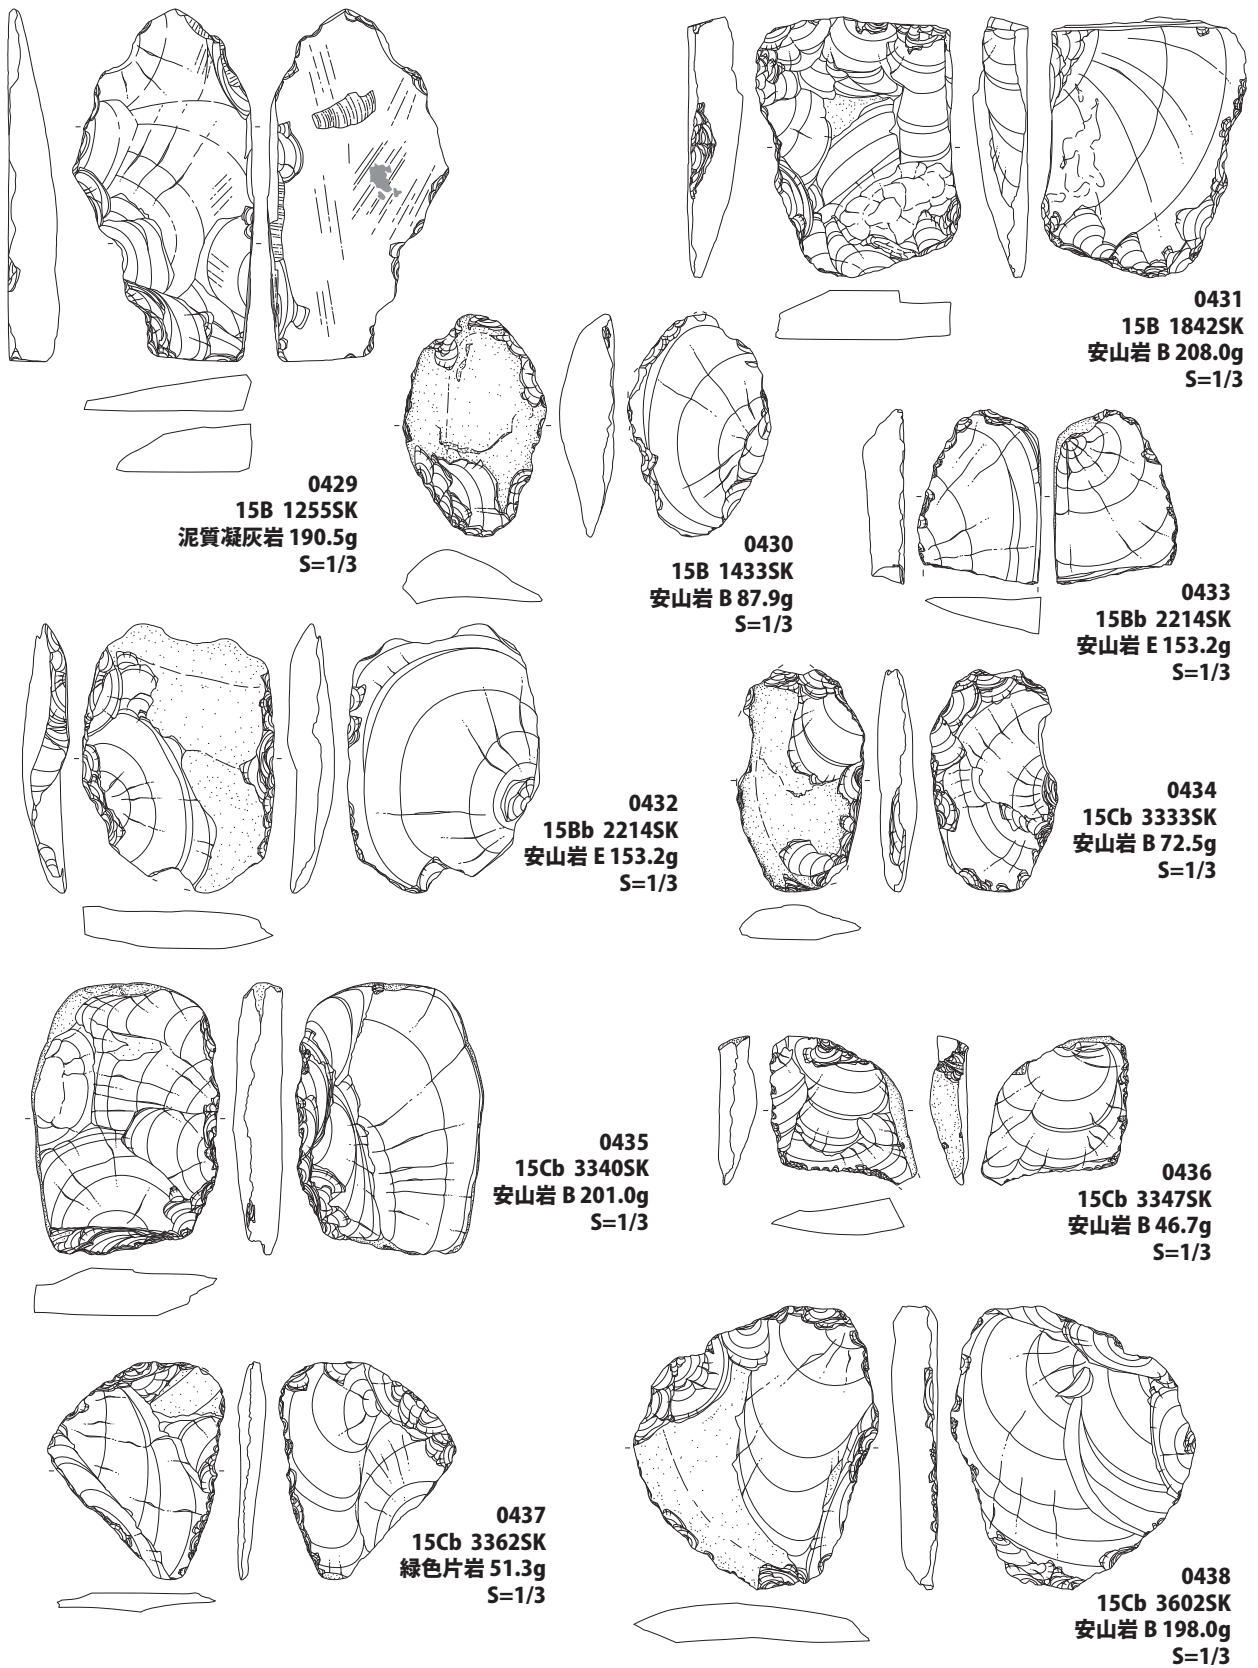 0429
15B 1255SK
泥質凝灰岩 190.5g
S=1/3
0430
15B 1433SK
安山岩 B 87.9g
S=1/3
0431
15B 1842SK
安山岩 B 208.0g
S=1/3
0432
15Bb 2214SK
安山岩 E 153.2g
S=1/3
0433
15Bb 2214SK
安山岩 E 153.2g
S=1/3
0434
15Cb 3333SK
安山岩 B 72.5g
S=1/3
0435
15Cb 3340SK
安山岩 B 201.0g
S=1/3
0436
15Cb 3347SK
安山岩 B 46.7g
S=1/3
0437
15Cb 3362SK
緑色片岩 51.3g
S=1/3
0438
15Cb 3602SK
安山岩 B 198.0g
S=1/3